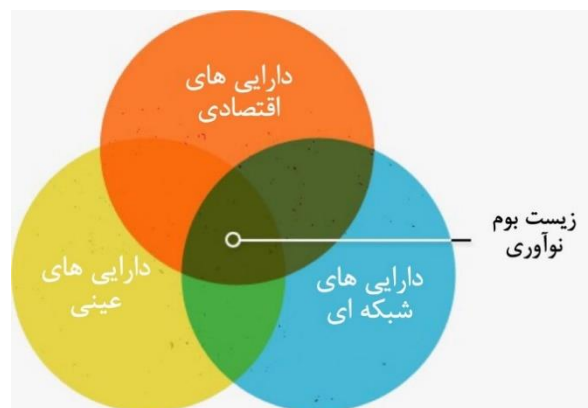 دارایی های
اقتصادی
زیست بوم
نوآوری
دارایی های
شبکه ای
دارایی های
عینی